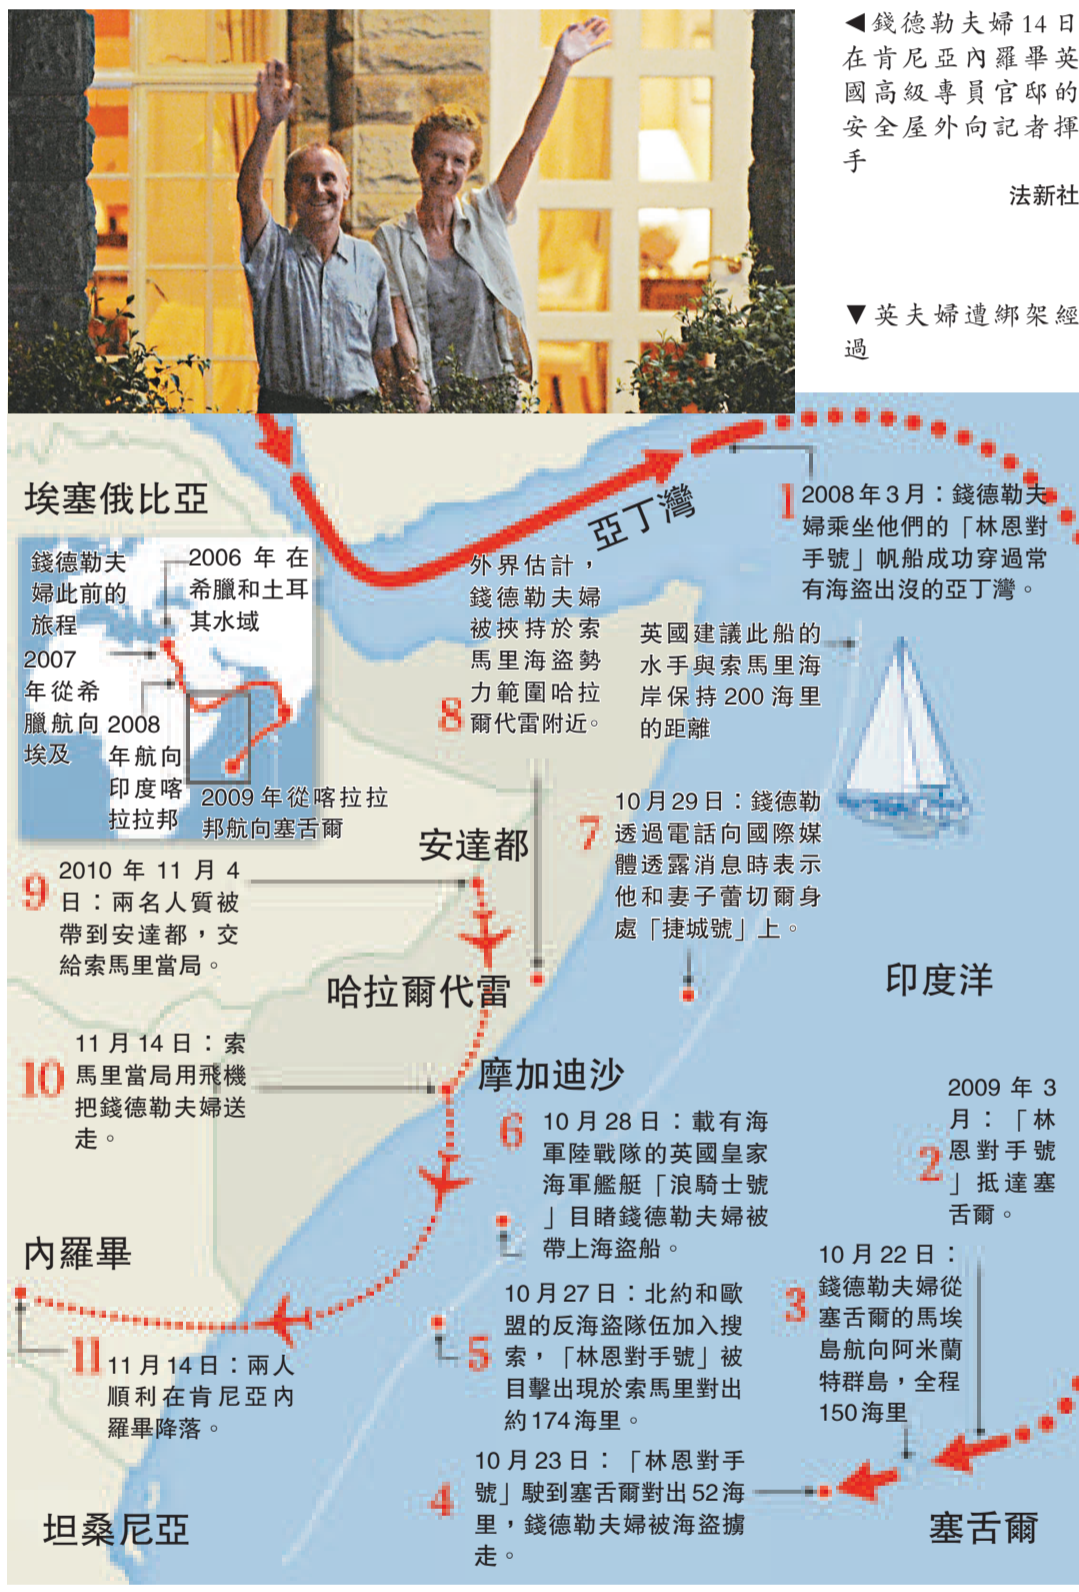 ◀錢德勒夫婦14日
在肯尼亞內羅畢英
國高級專員官邸的
安全屋外向記者揮
手
法新社
▼英夫婦遭綁架經
過
埃塞俄比亞
亞丁灣
1
2008年3月：錢德勒夫
婦乘坐他們的「林恩對
手號」帆船成功穿過常
有海盜出沒的亞丁灣。
錢德勒夫
婦此前的
旅程
2006年在
希臘和土耳
其水域
2007
年從希
臘航向
埃及
2008
年航向
印度喀
拉拉邦
2009年從喀拉拉
邦航向塞舌爾
8
外界估計，
錢德勒夫婦
被挾持於索
馬里海盜勢
力範圍哈拉
爾代雷附近。
英國建議此船的
水手與索馬里海
岸保持200海里
的距離
7
10月29日：錢德勒
透過電話向國際媒
體透露消息時表示
他和妻子蕾切爾身
處「捷城號」上。
安達都
9
2010年11月4
日：兩名人質被
帶到安達都，交
給索馬里當局。
哈拉爾代雷
印度洋
10
11月14日：索
馬里當局用飛機
把錢德勒夫婦送
走。
摩加迪沙
6
10月28日：載有海
軍陸戰隊的英國皇家
海軍艦艇「浪騎士號
」目睹錢德勒夫婦被
帶上海盜船。
2
2009年3
月：「林
恩對手號
」抵達塞
舌爾。
內羅畢
3
10月22日：
錢德勒夫婦從
塞舌爾的馬埃
島航向阿米蘭
特群島，全程
150海里
5
10月27日：北約和歐
盟的反海盜隊伍加入搜
索，「林恩對手號」被
目擊出現於索馬里對出
約174海里。
11
11月14日：兩人
順利在肯尼亞內
羅畢降落。
4
10月23日：「林恩對手
號」駛到塞舌爾對出52海
里，錢德勒夫婦被海盜擄
走。
坦桑尼亞
塞舌爾